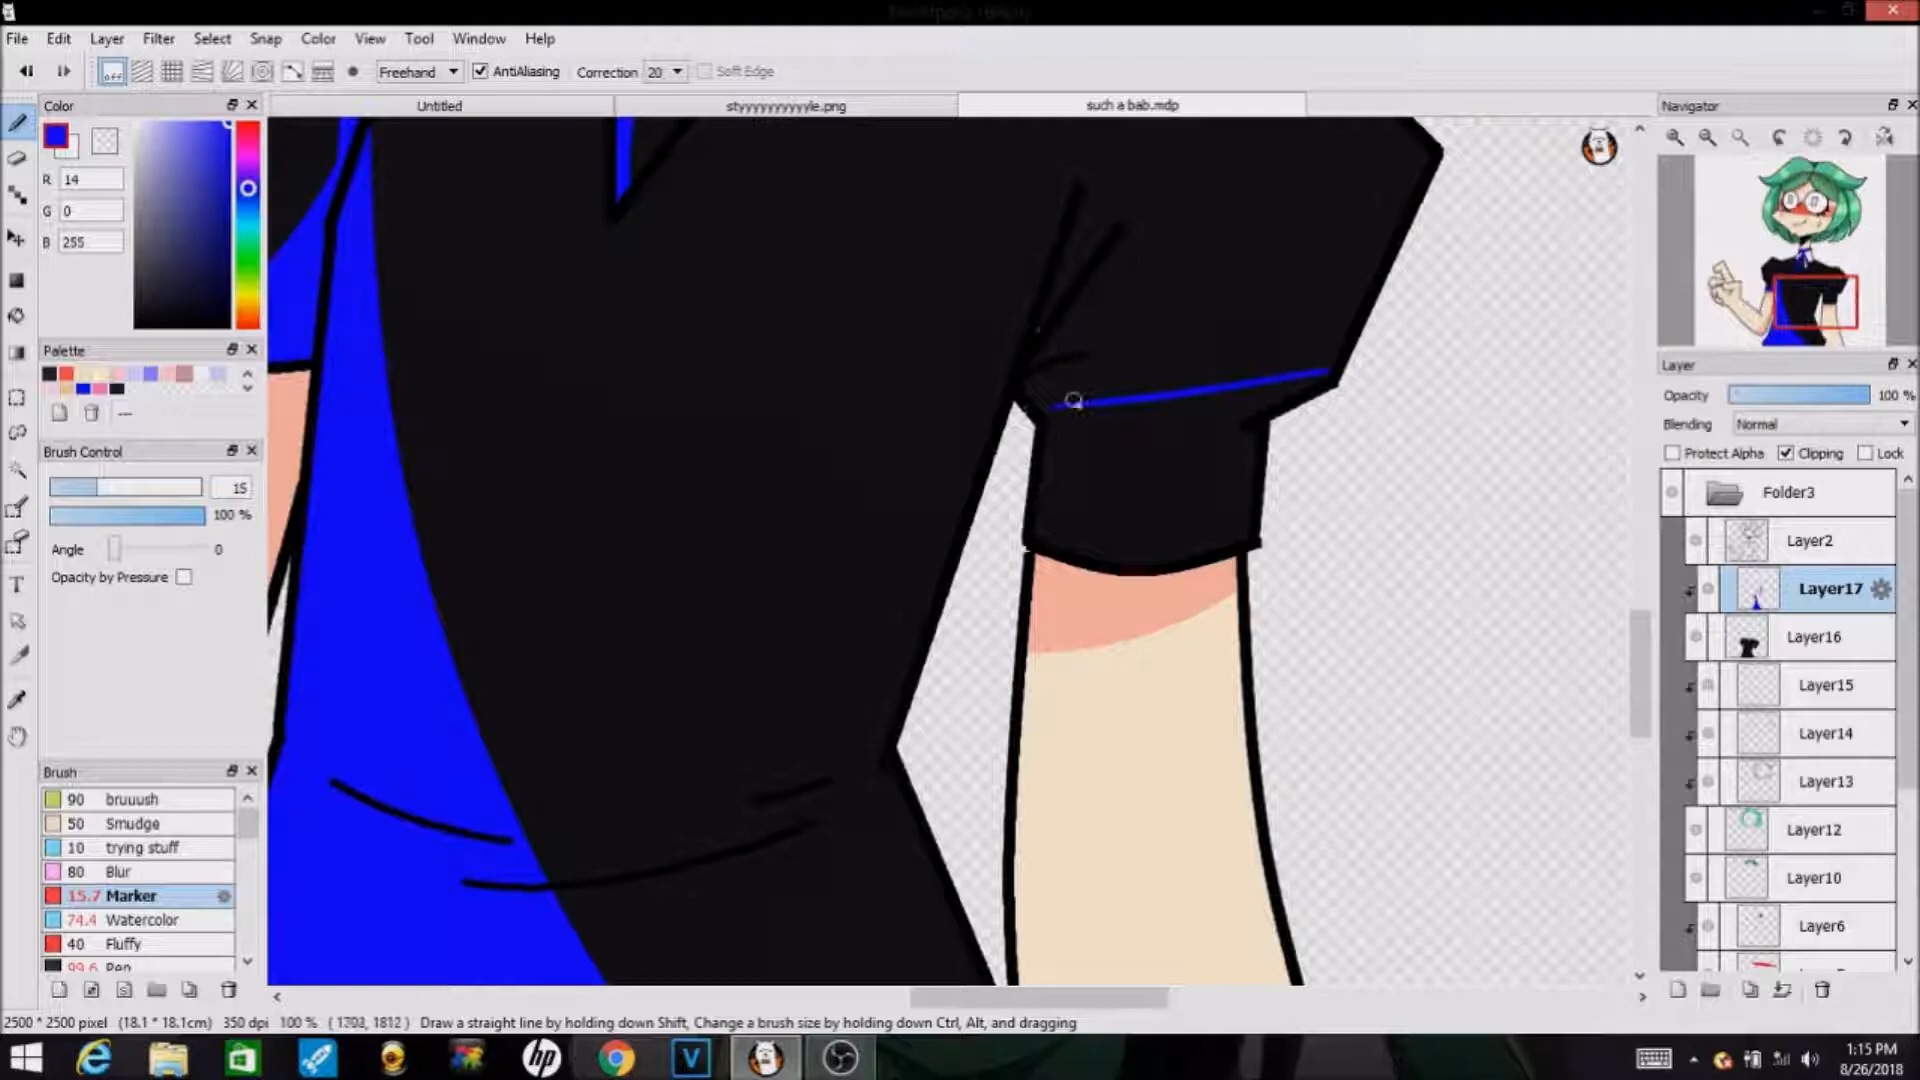 File Edit Layer Filter Select Snap Color View Tool Window Help
off Freehand AntiAliasing Correction 20 Soft Edge
Color Untitled styyyyyyyyyyle.png such a bab.mdp Navigator
R 14
G 0
B 255
Palette
---
Layer
Opacity 100 %
Blending Normal
Protect Alpha Clipping Lock
Brush Control
15
100 %
Angle 0
Opacity by Pressure
Folder3
Layer2
Layer17
Layer16
Layer15
Layer14
Layer13
Layer12
Layer10
Layer6
Brush
90 bruuush
50 Smudge
10 trying stuff
80 Blur
15.7 Marker
74.4 Watercolor
40 Fluffy
99.6 Pen
2500 * 2500 pixel (18.1 * 18.1cm) 350 dpi 100 % ( 1703, 1812 ) Draw a straight line by holding down Shift, Change a brush size by holding down Ctrl, Alt, and dragging
hp
V
1:15 PM
8/26/2018